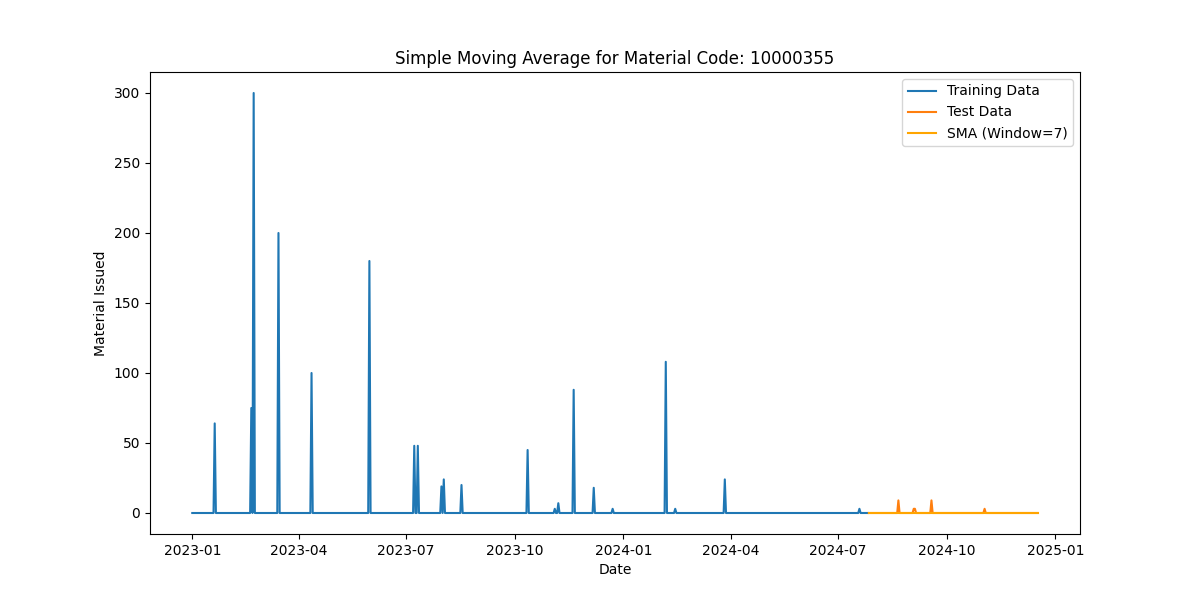 Simple Moving Average for Material Code: 10000355
Training Data
Test Data
SMA (Window=7)
300
250
200
150
100
50
0
Material Issued
2023-01 2023-04 2023-07 2023-10 2024-01 2024-04 2024-07 2024-10 2025-01
Date